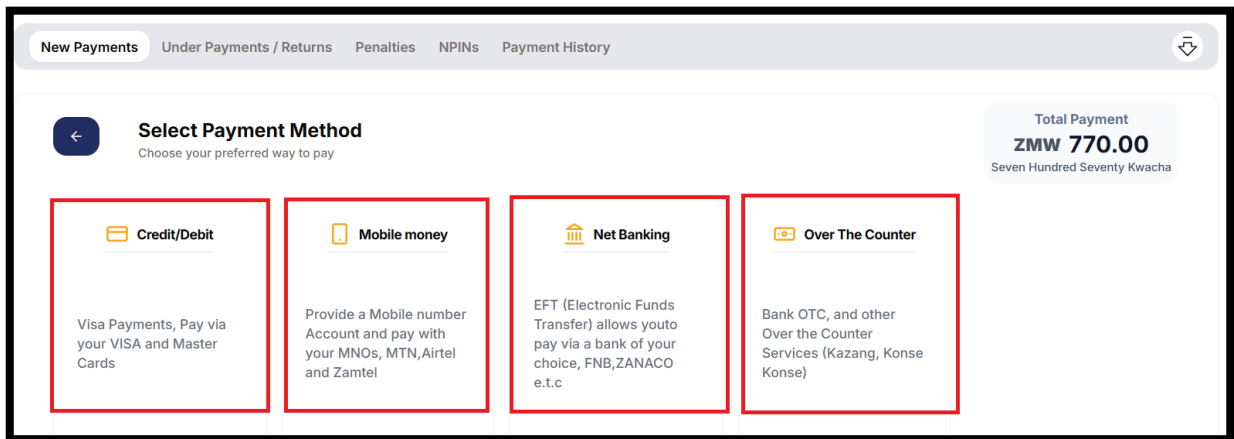 New Payments Under Payments / Returns Penalties NPINs Payment History
Select Payment Method
Choose your preferred way to pay
Total Payment
ZMW 770.00
Seven Hundred Seventy Kwacha
Credit/Debit
Visa Payments, Pay via
your VISA and Master
Cards
Mobile money
Provide a Mobile number
Account and pay with
your MNOs, MTN,Airtel
and Zamtel
Net Banking
EFT (Electronic Funds
Transfer) allows youto
pay via a bank of your
choice, FNB,ZANACO
e.t.c
Over The Counter
Bank OTC, and other
Over the Counter
Services (Kazang, Konse
Konse)